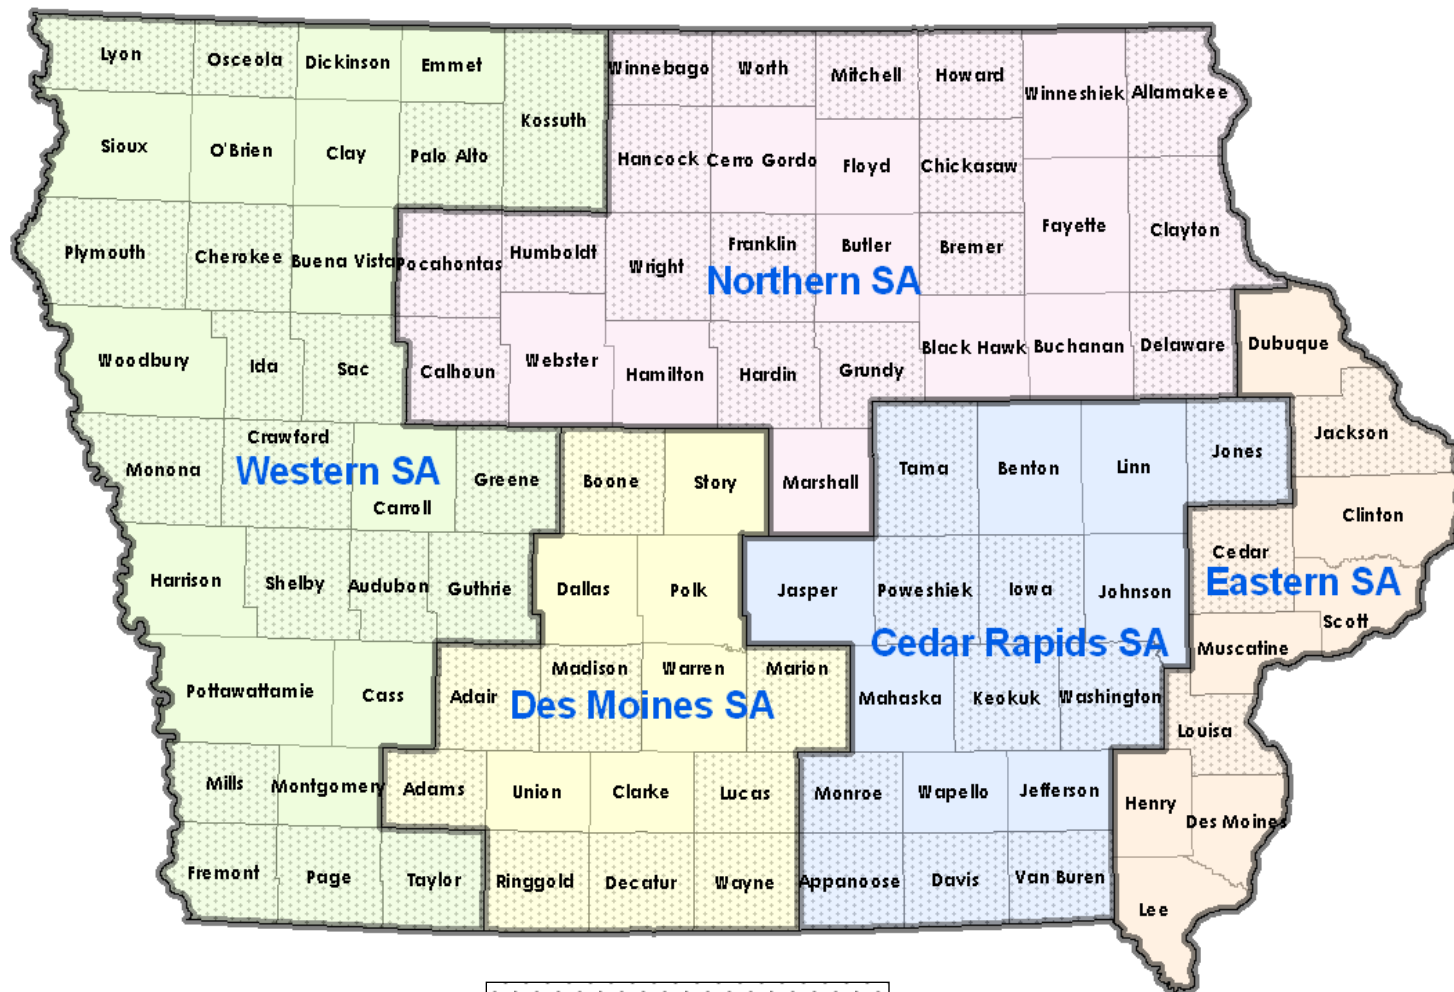 Lyon
Osceola
Dickinson
Emmet
Kossuth
Winnebago
Worth
Mitchell
Howard
Winneshiek
Allamakee
Sioux
O'Brien
Clay
Palo Alto
Hancock
Cerro Gordo
Floyd
Chickasaw
Fayette
Clayton
Plymouth
Cherokee
Buena Vista
Pocahontas
Humboldt
Wright
Franklin
Butler
Bremer
Northern SA
Woodbury
Ida
Sac
Calhoun
Webster
Hamilton
Hardin
Grundy
Black Hawk
Buchanan
Delaware
Dubuque
Monona
Crawford
Western SA
Carroll
Greene
Boone
Story
Marshall
Tama
Benton
Linn
Jones
Jackson
Clinton
Harrison
Shelby
Audubon
Guthrie
Dallas
Polk
Jasper
Poweshiek
Iowa
Johnson
Cedar
Eastern SA
Scott
Muscatine
Cedar Rapids SA
Pottawattamie
Cass
Adair
Madison
Warren
Marion
Des Moines SA
Mahaska
Keokuk
Washington
Louisa
Mills
Montgomery
Adams
Union
Clarke
Lucas
Monroe
Wapello
Jefferson
Henry
Des Moines
Fremont
Page
Taylor
Ringgold
Decatur
Wayne
Appanoose
Davis
Van Buren
Lee